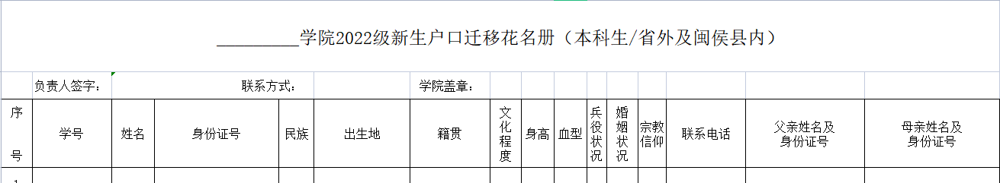 _________学院2022级新生户口迁移花名册（本科生/省外及闽侯县内）
负责人签字： 联系方式： 学院盖章：
序号 学号 姓名 身份证号 民族 出生地 籍贯 文化程度 身高 血型 兵役状况 婚姻状况 宗教信仰 联系电话 父亲姓名及身份证号 母亲姓名及身份证号